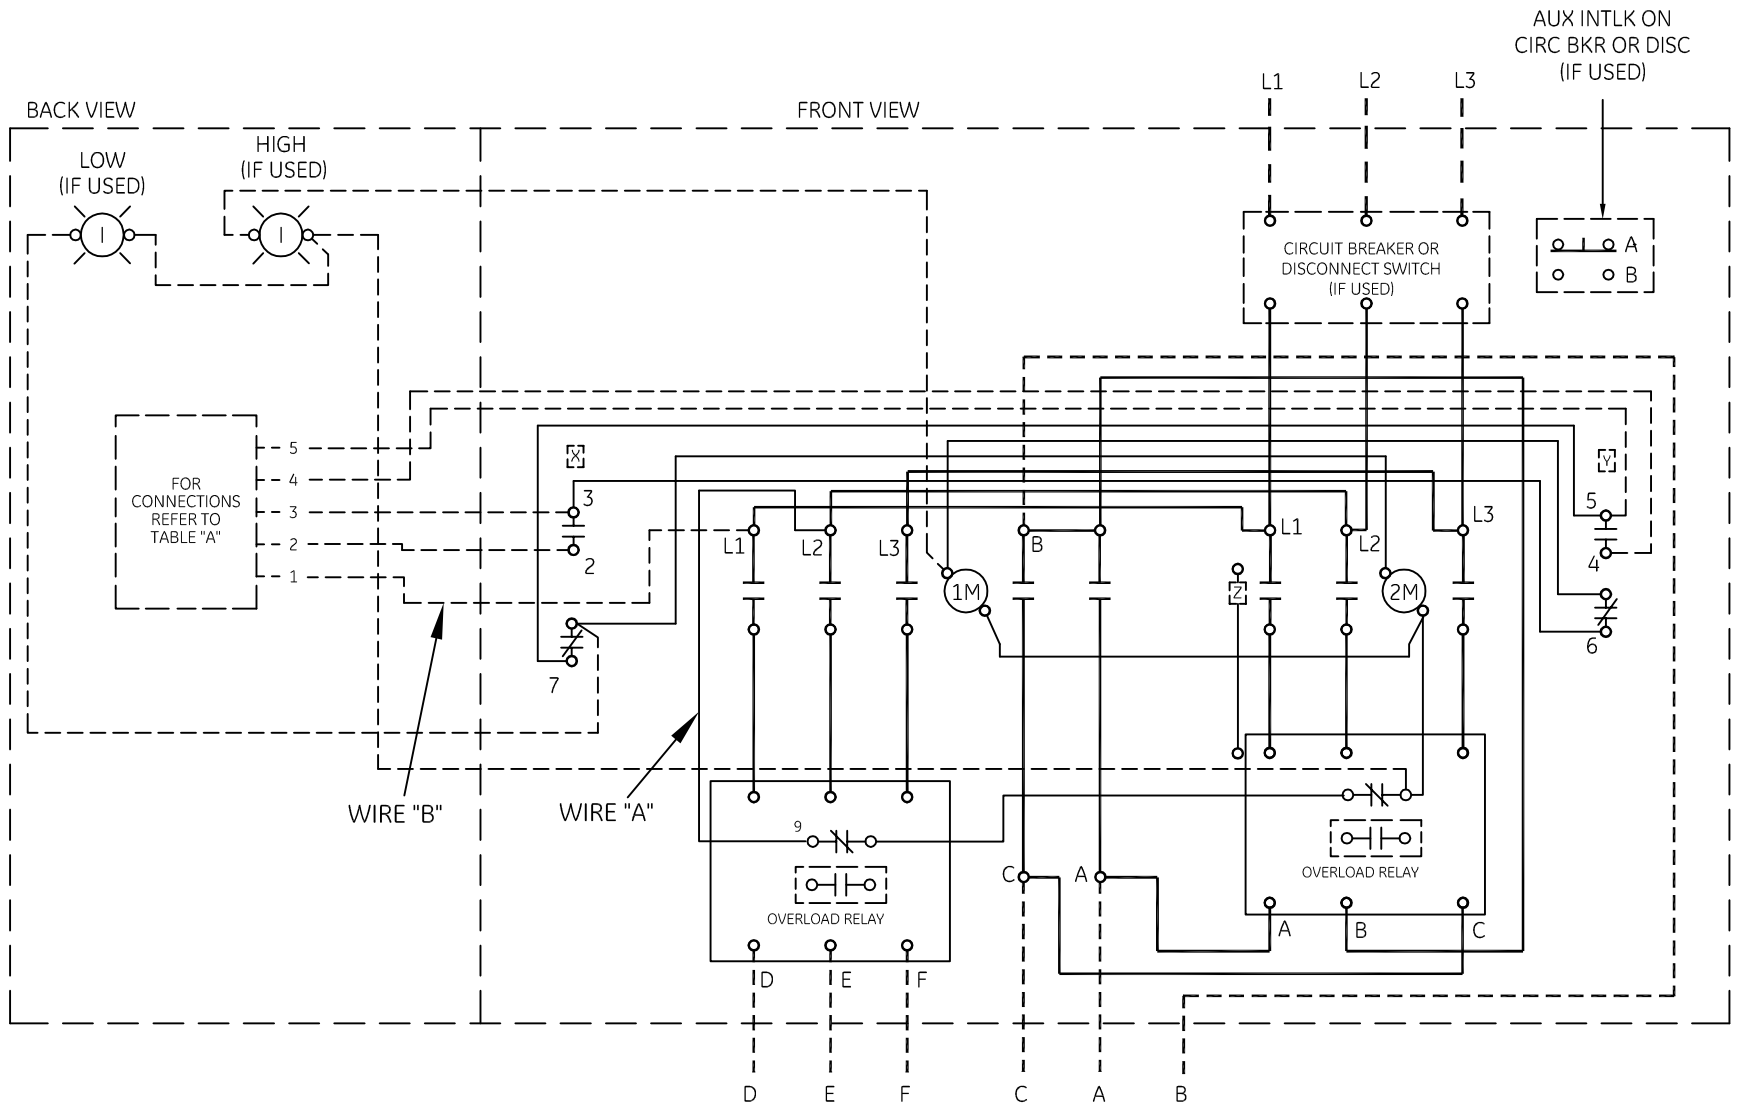 AUX INTLK ON
CIRC BKR OR DISC
(IF USED)
L1 L2 L3
BACK VIEW
FRONT VIEW
LOW
(IF USED)
HIGH
(IF USED)
I
I
CIRCUIT BREAKER OR
DISCONNECT SWITCH
(IF USED)
A
B
FOR
CONNECTIONS
REFER TO
TABLE "A"
5
4
3
2
1
X
3
2
7
Y
5
4
6
L1 L2 L3
B
1M
L1 L2 L3
Z
2M
WIRE "B"
WIRE "A"
9
OVERLOAD RELAY
D E F
C A
OVERLOAD RELAY
A B C
D E F C A B